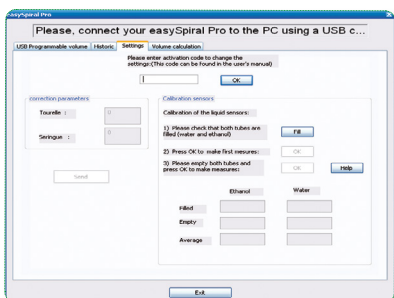 easySpiral Pro
Please, connect your easySpiral Pro to the PC using a USB c...
USB Programmable volume Historic Settings Volume calculation
Please enter activation code to change the
settings:(This code can be found in the user's manual)
OK
correction parameters
Tourelle :
0
Seringue :
0
Send
Calibration sensors
Calibration of the liquid sensors:
1) Please check that both tubes are
filled (water and ethanol)
Fill
2) Press OK to make first mesures:
OK
3) Please empty both tubes and
press OK to make measures:
OK
Help
Ethanol Water
Filled
Empty
Average
Exit